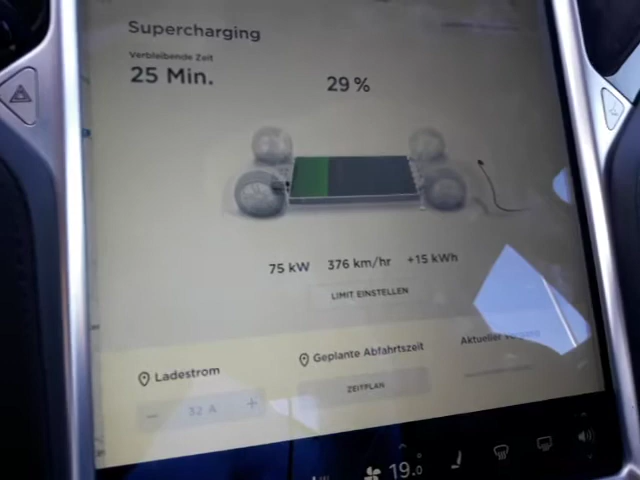 Supercharging
Verbleibende Zeit
25 Min.
29 %
75 kW 376 km/hr +15 kWh
LIMIT EINSTELLEN
Ladestrom
Geplante Abfahrtszeit
Aktueller
− 32 A +
ZEITPLAN
19.0